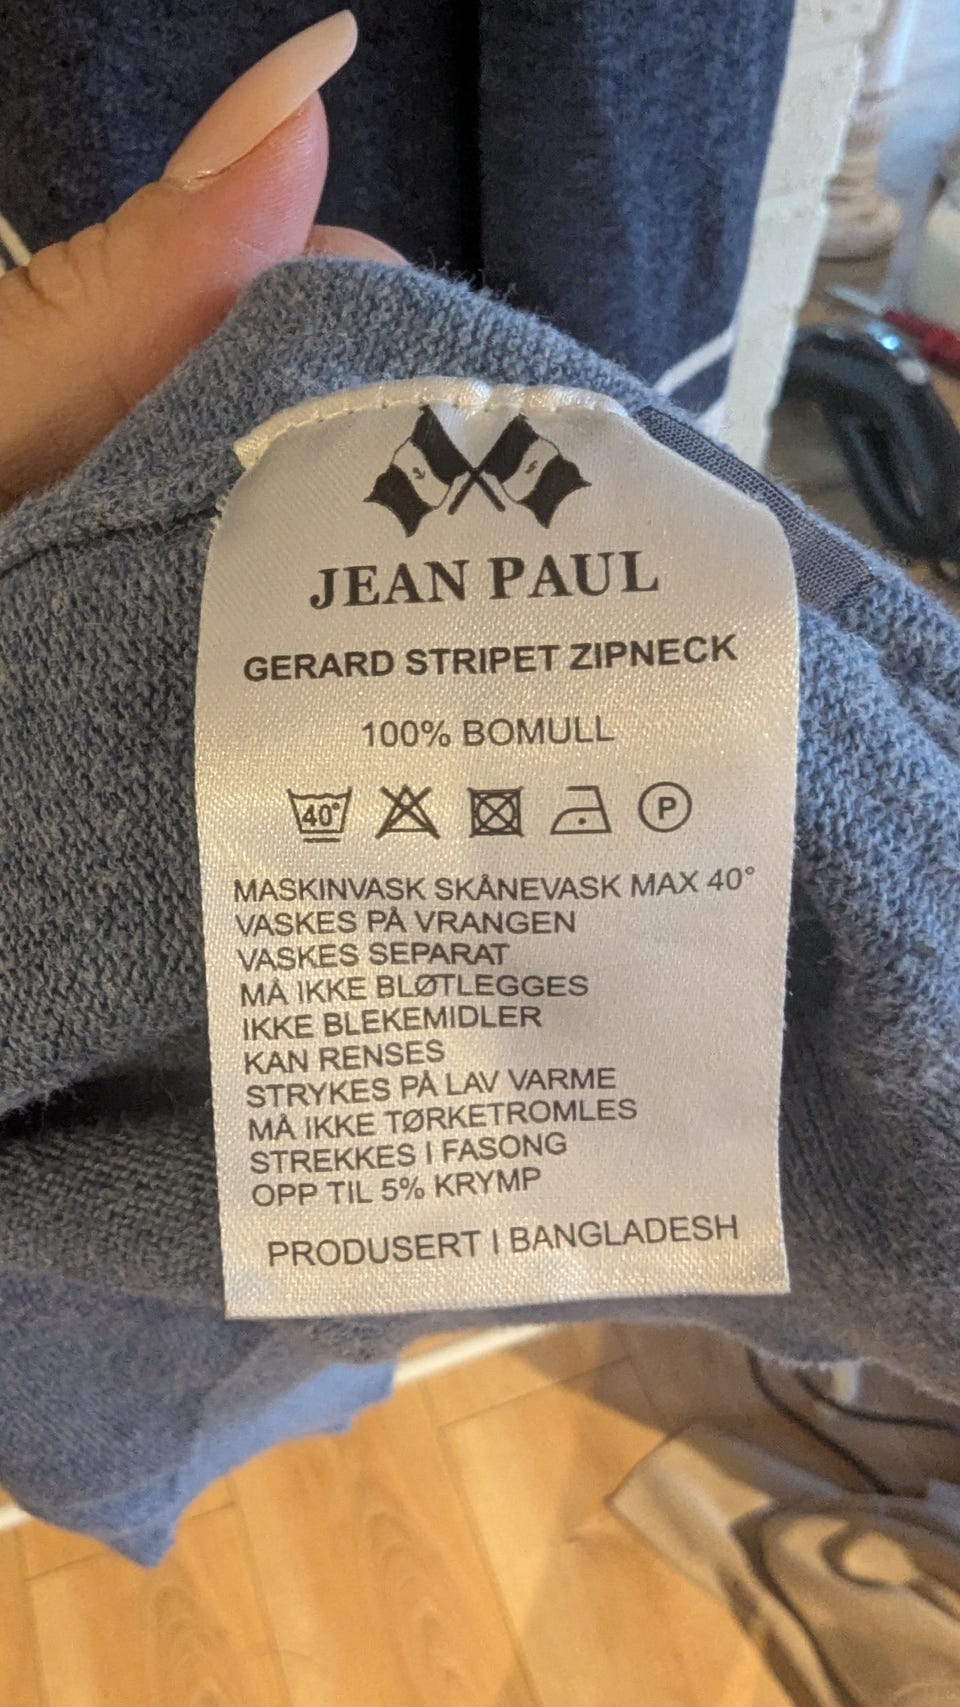 JEAN PAUL
GERARD STRIPET ZIPNECK
100% BOMULL
40° P
MASKINVASK SKÅNEVASK MAX 40°
VASKES PÅ VRANGEN
VASKES SEPARAT
MÅ IKKE BLØTLEGGES
IKKE BLEKEMIDLER
KAN RENSES
STRYKES PÅ LAV VARME
MÅ IKKE TØRKETROMLES
STREKKES I FASONG
OPP TIL 5% KRYMP
PRODUSERT I BANGLADESH